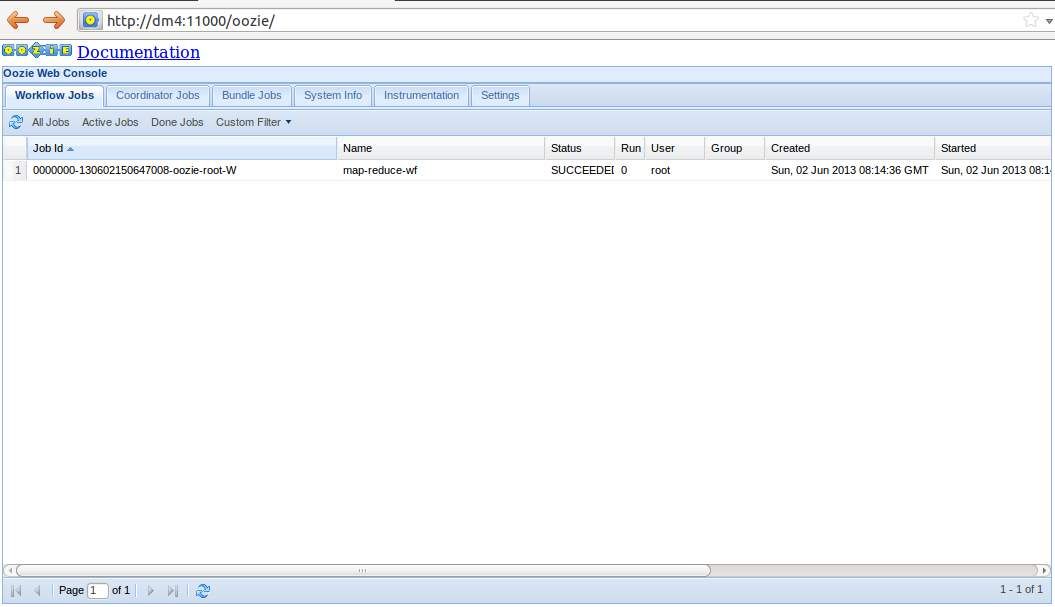 http://dm4:11000/oozie/
OOZIE Documentation
Oozie Web Console
Workflow Jobs Coordinator Jobs Bundle Jobs System Info Instrumentation Settings
All Jobs Active Jobs Done Jobs Custom Filter
Job Id Name Status Run User Group Created Started
1 0000000-130602150647008-oozie-root-W map-reduce-wf SUCCEEDED 0 root Sun, 02 Jun 2013 08:14:36 GMT Sun, 02 Jun 2013 08:1
Page 1 of 1 1 - 1 of 1